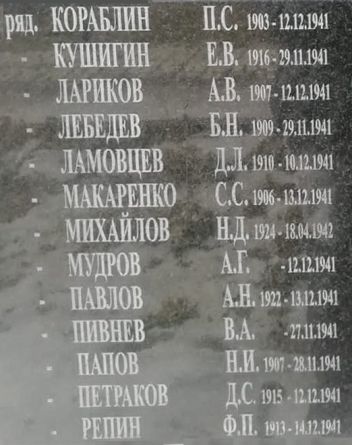 ряд. КОРАБЛИН П.С. 1903 - 12.12.1941
- КУШИГИН Е.В. 1916 - 29.11.1941
- ЛАРИКОВ А.В. 1907 - 12.12.1941
- ЛЕБЕДЕВ Б.Н. 1909 - 29.11.1941
- ЛАМОВЦЕВ Д.Л. 1910 - 10.12.1941
- МАКАРЕНКО С.С. 1906 - 13.12.1941
- МИХАЙЛОВ Н.Д. 1924 - 18.04.1942
- МУДРОВ А.Г. - 12.12.1941
- ПАВЛОВ А.Н. 1922 - 13.12.1941
- ПИВНЕВ В.А. - 27.11.1941
- ПАПОВ Н.И. 1907 - 28.11.1941
- ПЕТРАКОВ Д.С. 1915 - 12.12.1941
- РЕПИН Ф.П. 1913 - 14.12.1941